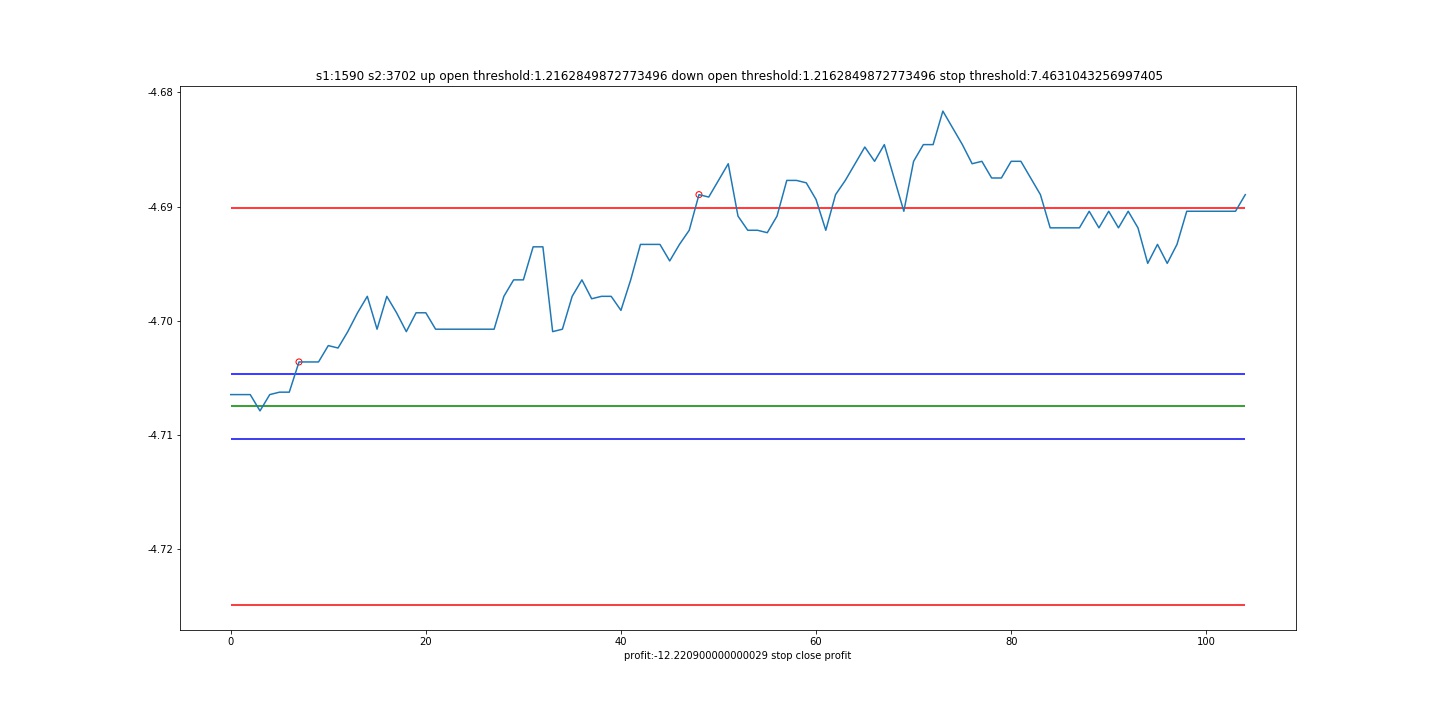 s1:1590 s2:3702 up open threshold:1.2162849872773496 down open threshold:1.2162849872773496 stop threshold:7.4631043256997405
-4.68
-4.69
-4.70
-4.71
-4.72
0 20 40 60 80 100
profit:-12.220900000000029 stop close profit